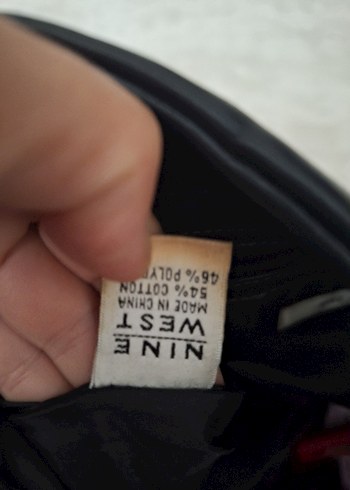 NINE
WEST
MADE IN CHINA
54% COTTON
46% POLY